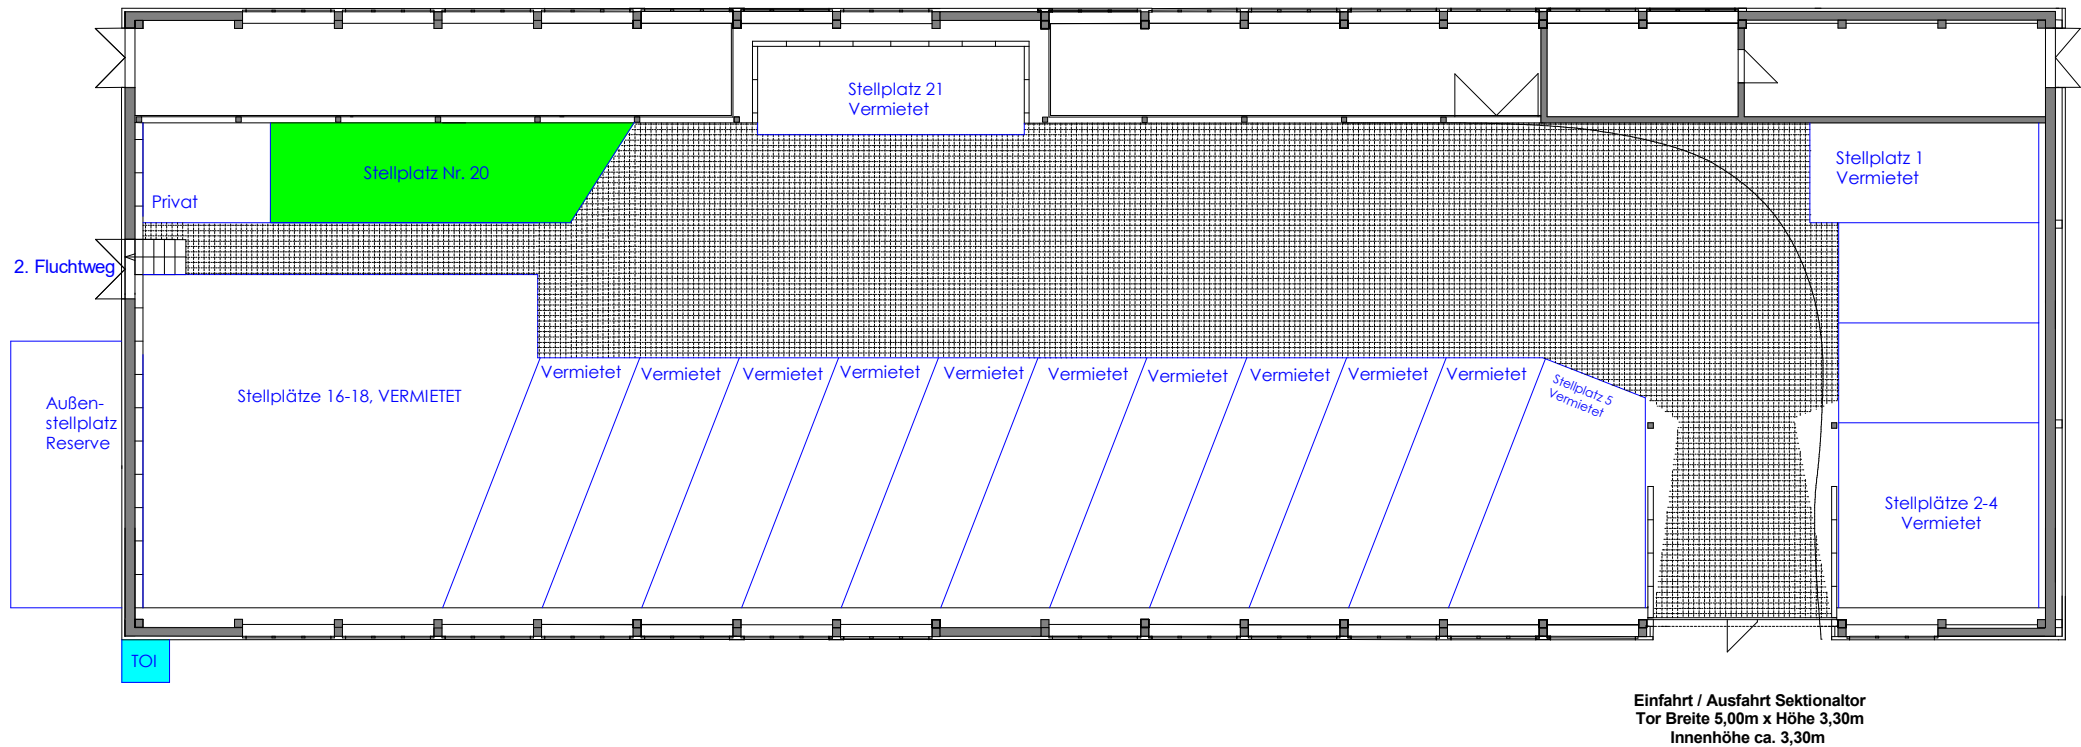 Stellplatz 21
Vermietet
Stellplatz 1
Vermietet
Stellplatz Nr. 20
Privat
2. Fluchtweg
Außen-
stellplatz
Reserve
Stellplätze 16-18, VERMIETET
Vermietet
Vermietet
Vermietet
Vermietet
Vermietet
Vermietet
Vermietet
Vermietet
Vermietet
Vermietet
Stellplatz 5
Vermietet
Stellplätze 2-4
Vermietet
TOI
Einfahrt / Ausfahrt Sektionaltor
Tor Breite 5,00m x Höhe 3,30m
Innenhöhe ca. 3,30m